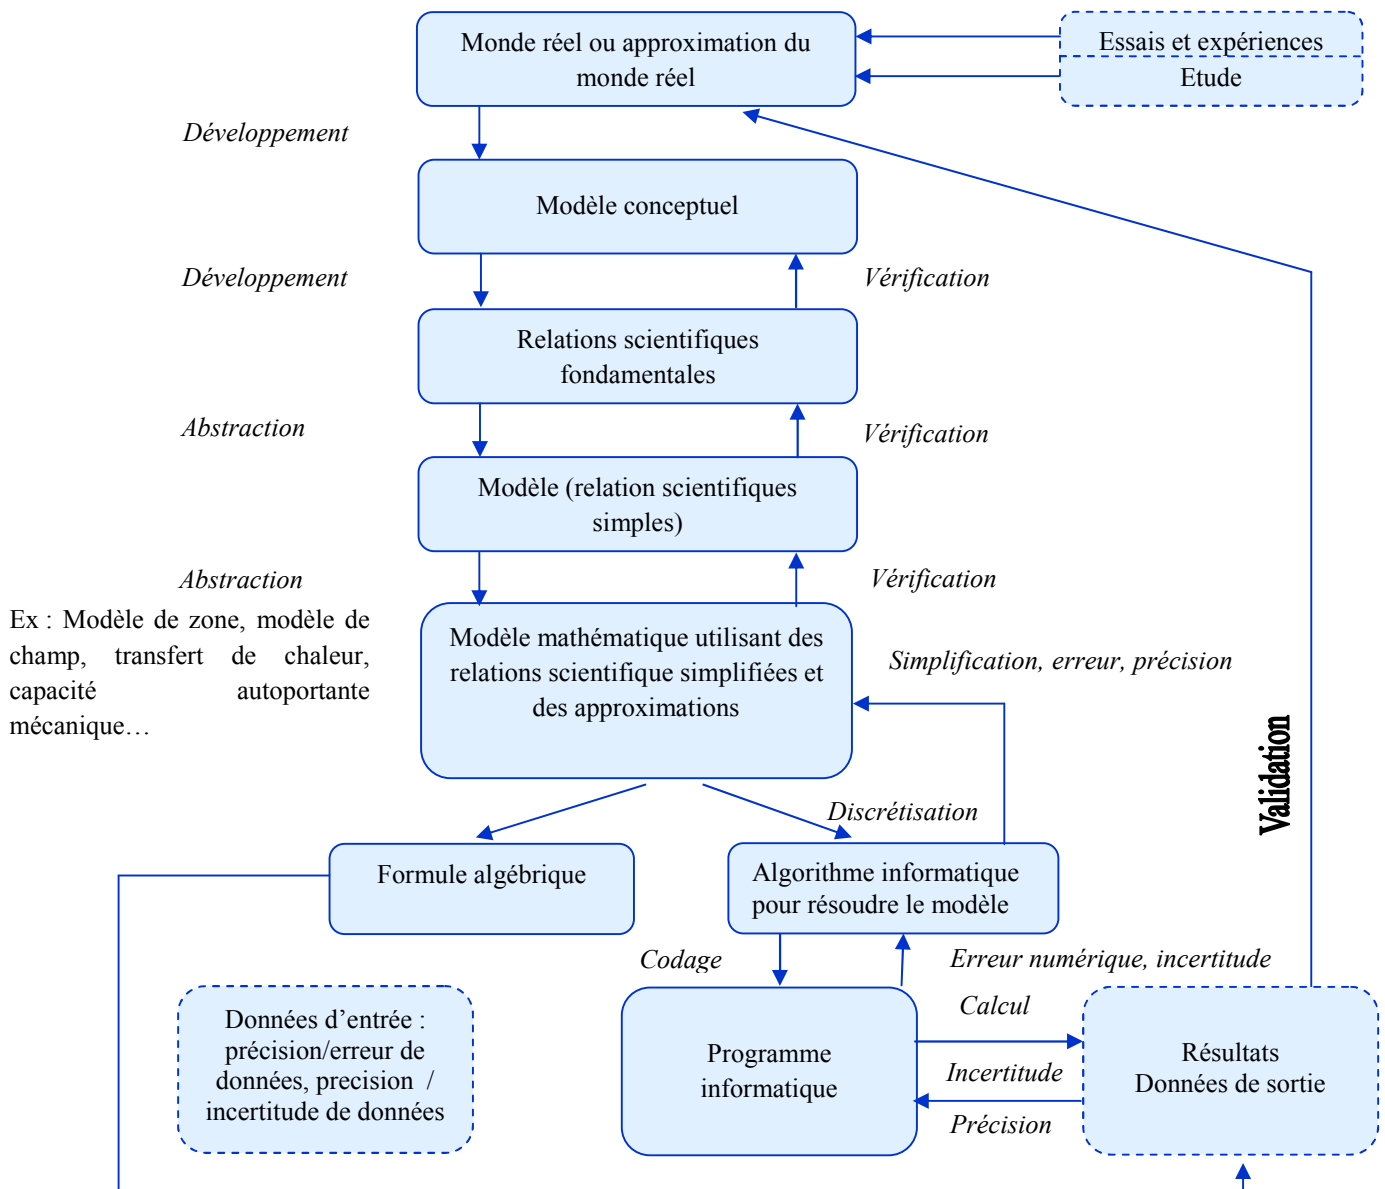 Monde réel ou approximation du
monde réel
Essais et expériences
Etude
Développement
Modèle conceptuel
Développement
Vérification
Relations scientifiques
fondamentales
Abstraction
Vérification
Modèle (relation scientifiques
simples)
Abstraction
Vérification
Ex : Modèle de zone, modèle de
champ, transfert de chaleur,
capacité autoportante
mécanique…
Modèle mathématique utilisant des
relations scientifique simplifiées et
des approximations
Simplification, erreur, précision
Validation
Discrétisation
Formule algébrique
Algorithme informatique
pour résoudre le modèle
Codage
Erreur numérique, incertitude
Données d’entrée :
précision/erreur de
données, precision /
incertitude de données
Programme
informatique
Calcul
Incertitude
Précision
Résultats
Données de sortie